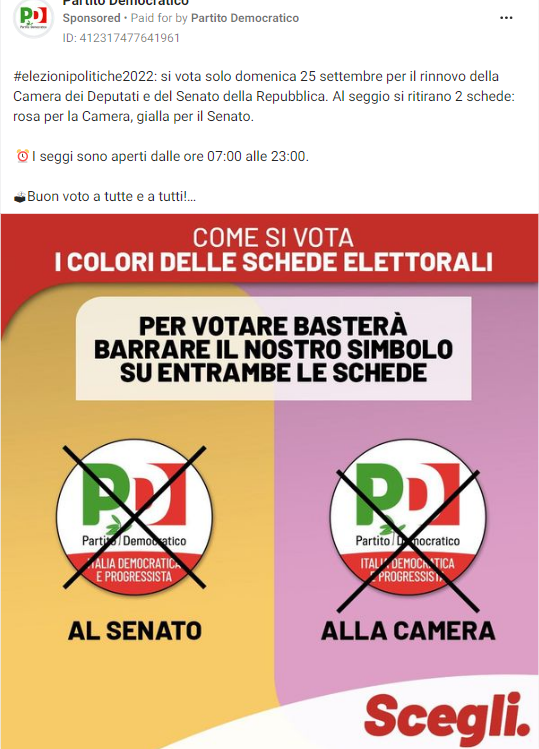 Partito Democratico
Sponsored • Paid for by Partito Democratico
ID: 412317477641961
#elezionipolitiche2022: si vota solo domenica 25 settembre per il rinnovo della
Camera dei Deputati e del Senato della Repubblica. Al seggio si ritirano 2 schede:
rosa per la Camera, gialla per il Senato.
⏰I seggi sono aperti dalle ore 07:00 alle 23:00.
🗳Buon voto a tutte e a tutti!...
COME SI VOTA
I COLORI DELLE SCHEDE ELETTORALI
PER VOTARE BASTERÀ
BARRARE IL NOSTRO SIMBOLO
SU ENTRAMBE LE SCHEDE
PD
Partito Democratico
ITALIA DEMOCRATICA
E PROGRESSISTA
AL SENATO
PD
Partito Democratico
ITALIA DEMOCRATICA
E PROGRESSISTA
ALLA CAMERA
Scegli.